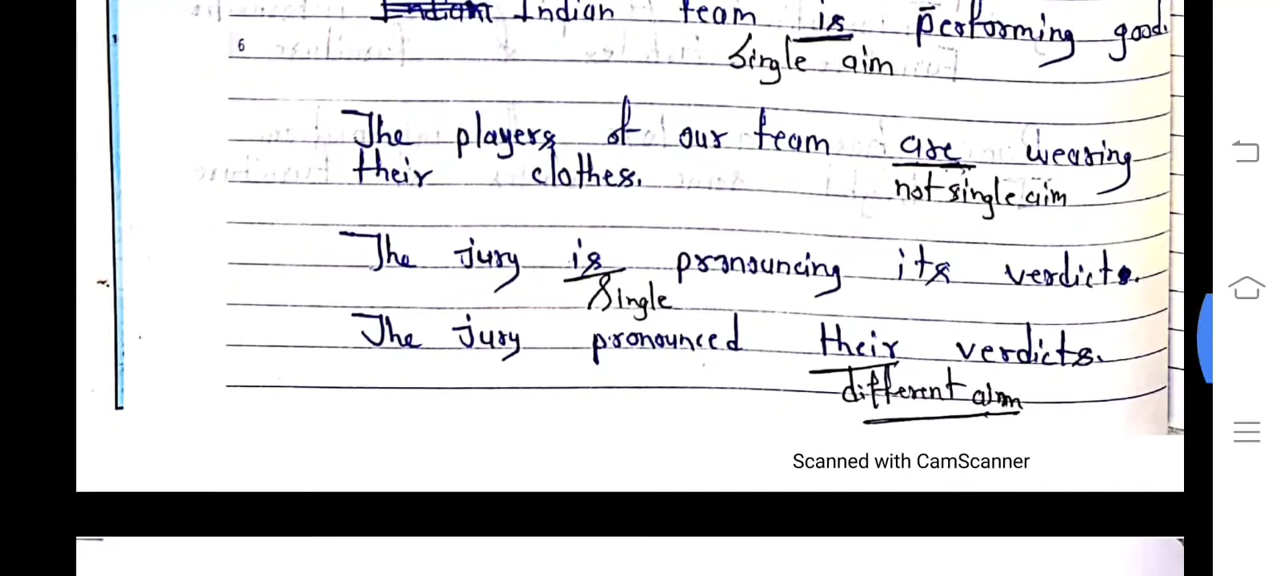 Indian team is performing good.
6
Single aim
The players of our team are wearing
their clothes.
not single aim
The jury is pronouncing its verdicts.
Single
The jury pronounced their verdicts.
different aim
Scanned with CamScanner